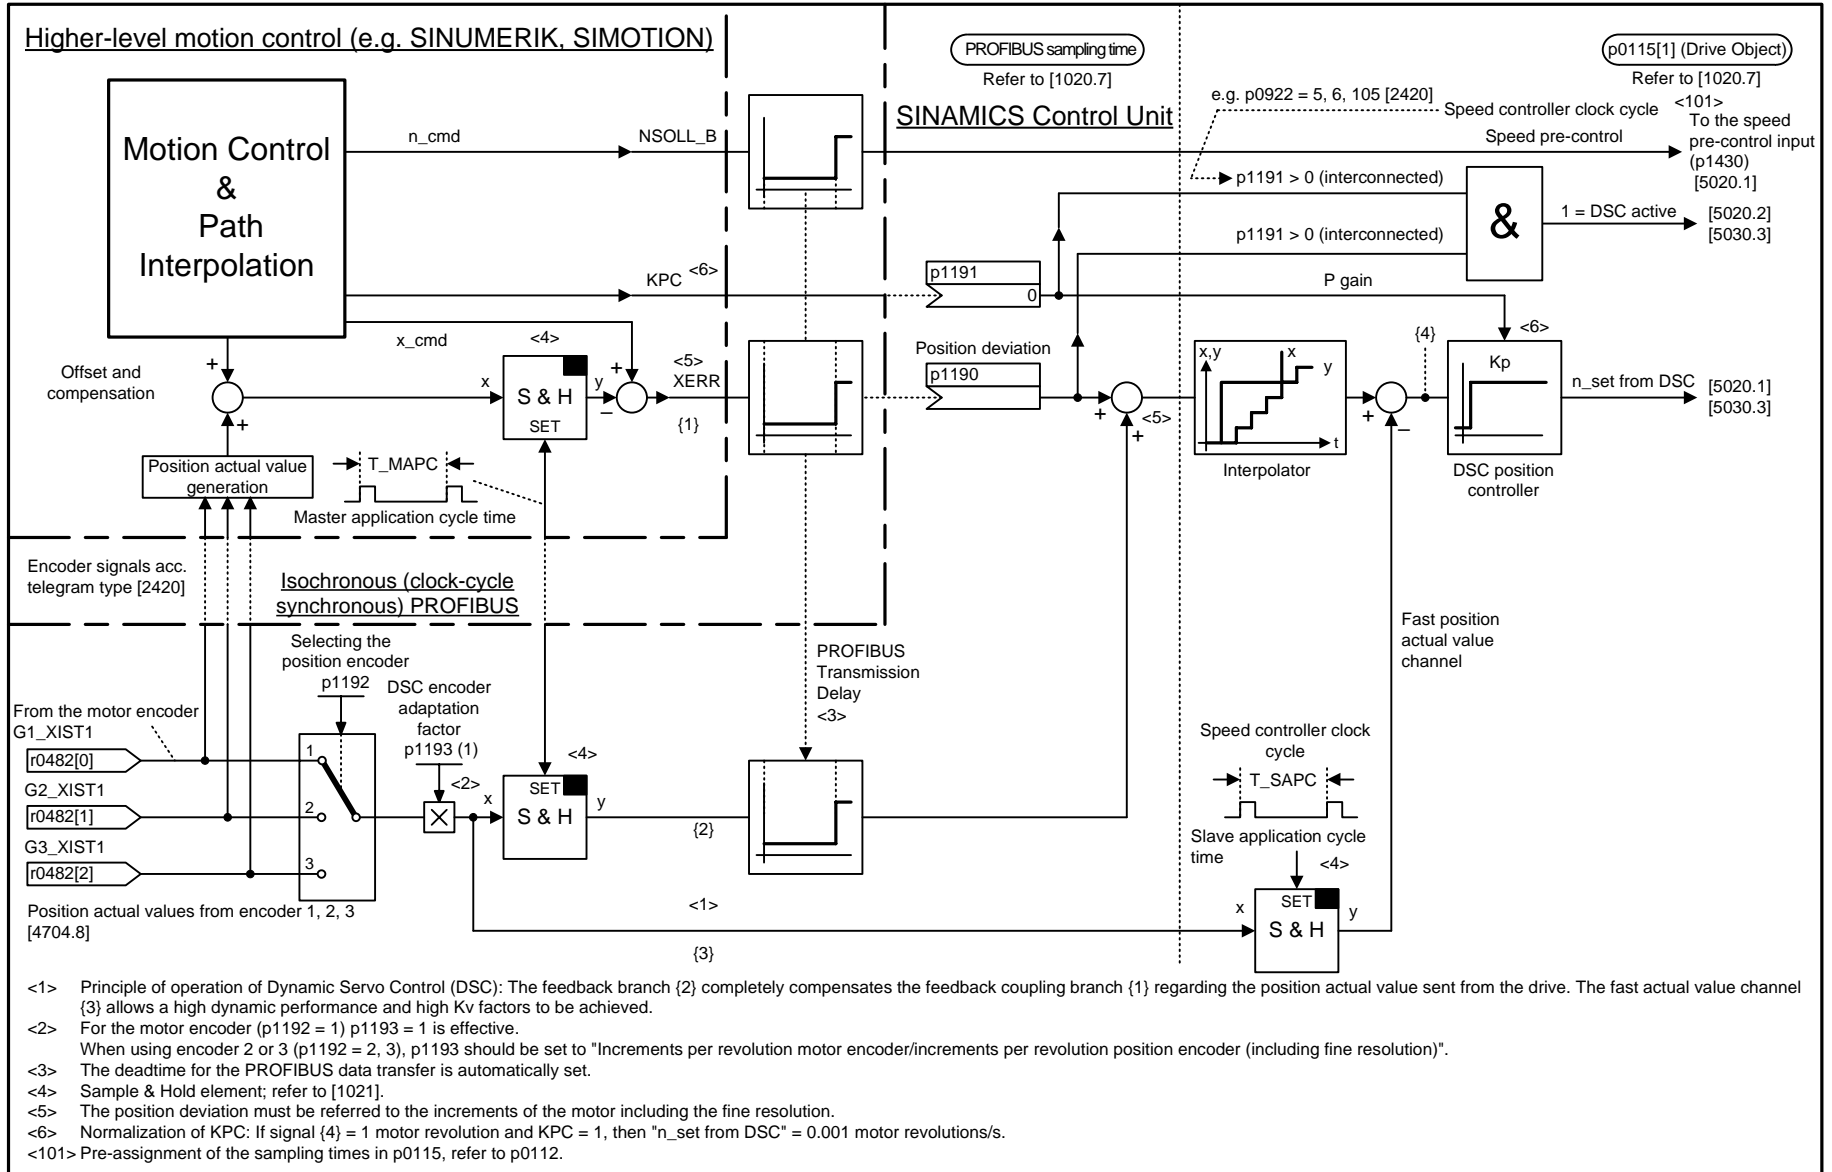 Higher-level motion control (e.g. SINUMERIK, SIMOTION)
PROFIBUS sampling time
Refer to [1020.7]
p0115[1] (Drive Object)
Refer to [1020.7]
SINAMICS Control Unit
e.g. p0922 = 5, 6, 105 [2420]
Speed controller clock cycle
<101>
To the speed
pre-control input
(p1430)
[5020.1]
Motion Control
&
Path
Interpolation
n_cmd
NSOLL_B
Speed pre-control
p1191 > 0 (interconnected)
p1191 > 0 (interconnected)
&
1 = DSC active
[5020.2]
[5030.3]
KPC
<6>
p1191
0
P gain
x_cmd
<4>
<5>
XERR
{1}
Offset and
compensation
+
+
x
S & H
SET
y
+
–
Position deviation
p1190
+
+
<5>
x,y
x
y
t
Interpolator
+
–
{4}
<6>
Kp
DSC position
controller
n_set from DSC
[5020.1]
[5030.3]
Position actual value
generation
T_MAPC
Master application cycle time
Encoder signals acc.
telegram type [2420]
Isochronous (clock-cycle
synchronous) PROFIBUS
Selecting the
position encoder
p1192
DSC encoder
adaptation
factor
p1193 (1)
PROFIBUS
Transmission
Delay
<3>
Fast position
actual value
channel
From the motor encoder
G1_XIST1
r0482[0]
G2_XIST1
r0482[1]
G3_XIST1
r0482[2]
1
2
3
<2>
x
<4>
SET
S & H
y
{2}
Speed controller clock
cycle
T_SAPC
Slave application cycle
time
<4>
x
SET
S & H
y
<1>
{3}
Position actual values from encoder 1, 2, 3
[4704.8]
<1> Principle of operation of Dynamic Servo Control (DSC): The feedback branch {2} completely compensates the feedback coupling branch {1} regarding the position actual value sent from the drive. The fast actual value channel
{3} allows a high dynamic performance and high Kv factors to be achieved.
<2> For the motor encoder (p1192 = 1) p1193 = 1 is effective.
When using encoder 2 or 3 (p1192 = 2, 3), p1193 should be set to "Increments per revolution motor encoder/increments per revolution position encoder (including fine resolution)".
<3> The deadtime for the PROFIBUS data transfer is automatically set.
<4> Sample & Hold element; refer to [1021].
<5> The position deviation must be referred to the increments of the motor including the fine resolution.
<6> Normalization of KPC: If signal {4} = 1 motor revolution and KPC = 1, then "n_set from DSC" = 0.001 motor revolutions/s.
<101> Pre-assignment of the sampling times in p0115, refer to p0112.